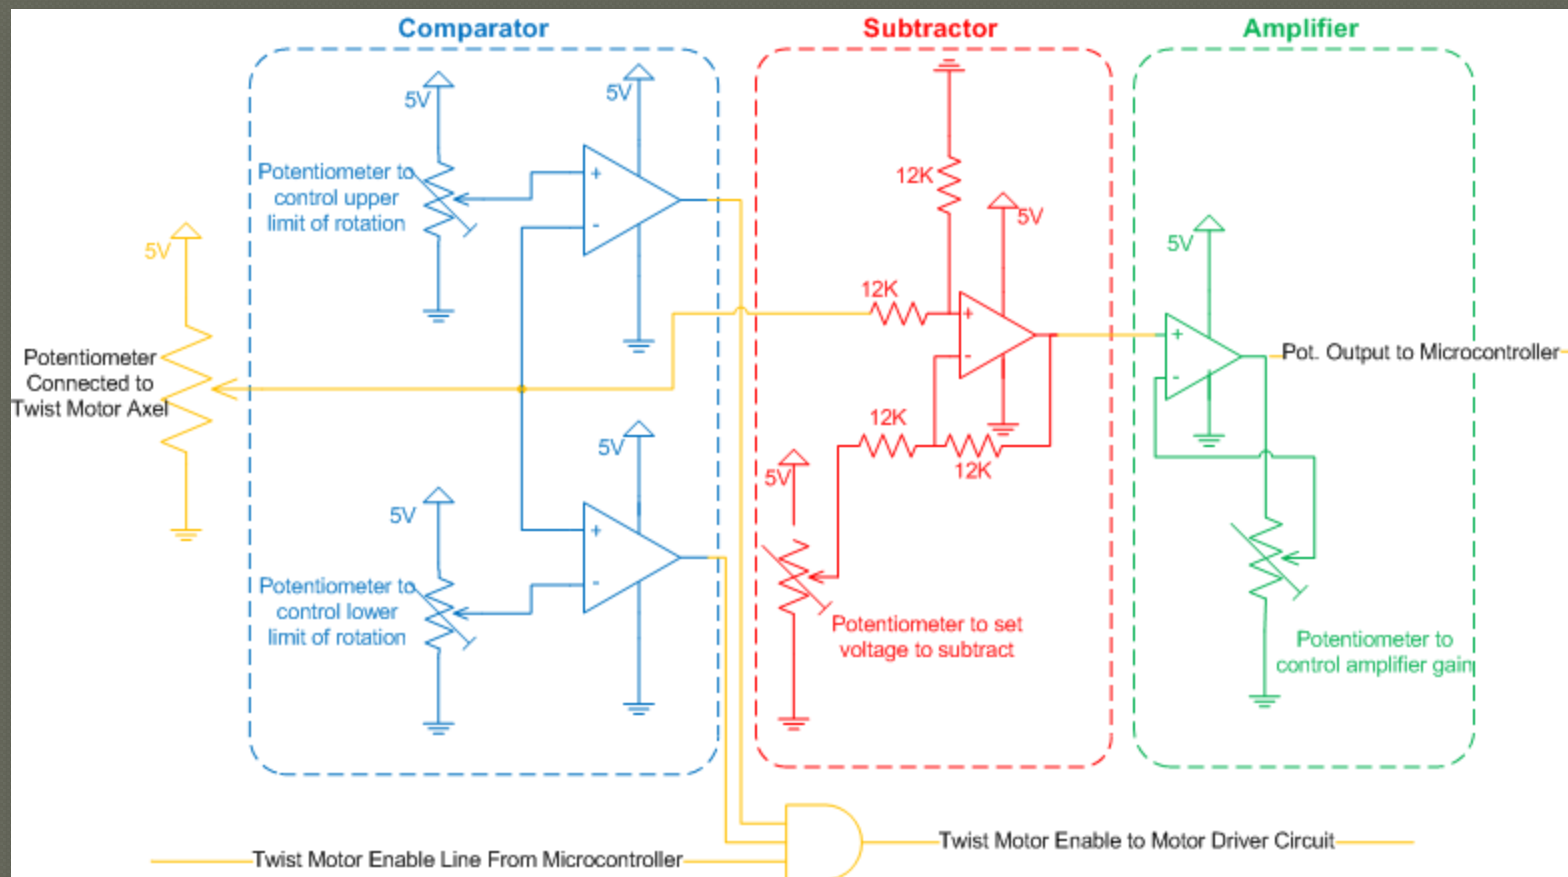 Comparator
Subtractor
Amplifier
5V
5V
Potentiometer to
control upper
limit of rotation
+
-
12K
5V
5V
5V
12K
+
-
+
-
Potentiometer
Connected to
Twist Motor Axel
Pot. Output to Microcontroller
12K
12K
5V
5V
5V
+
-
Potentiometer to
control lower
limit of rotation
Potentiometer to set
voltage to subtract
Potentiometer to
control amplifier gain
Twist Motor Enable to Motor Driver Circuit
Twist Motor Enable Line From Microcontroller